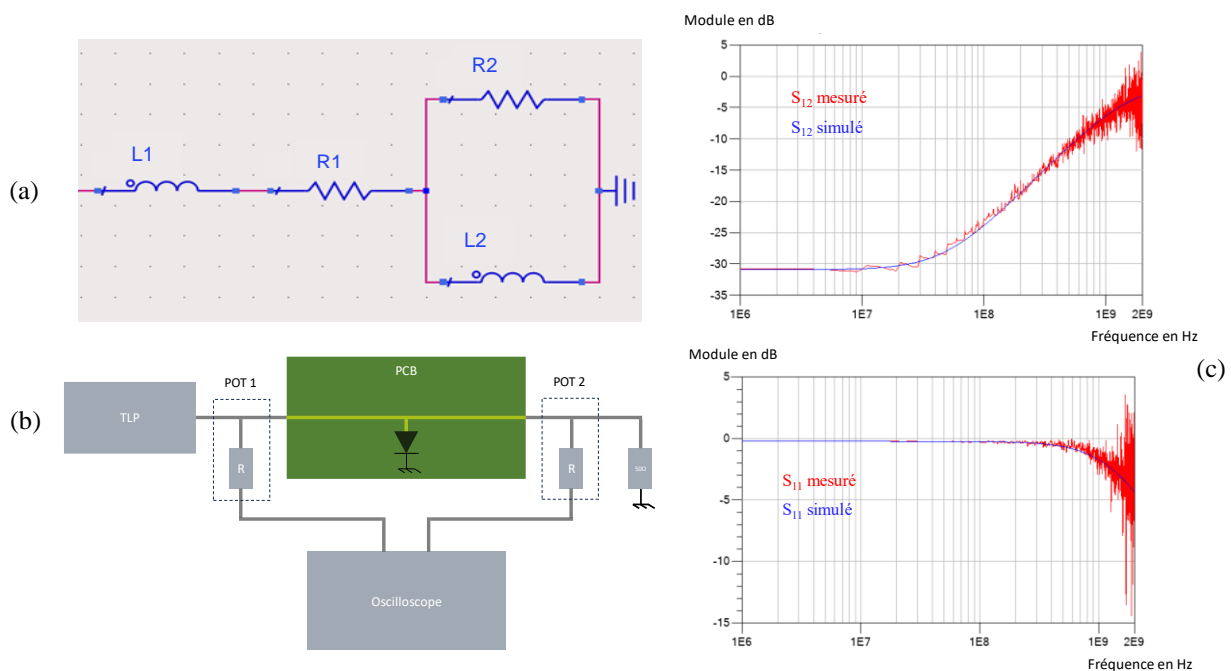 (a)
L1
R1
R2
L2
(b)
TLP
POT 1
R
PCB
POT 2
R
50Ω
Oscilloscope
(c)
Module en dB
5
0
-5
-10
-15
-20
-25
-30
-35
S12 mesuré
S12 simulé
1E6
1E7
1E8
1E9
2E9
Fréquence en Hz
Module en dB
5
0
-5
-10
-15
S11 mesuré
S11 simulé
1E6
1E7
1E8
1E9
2E9
Fréquence en Hz